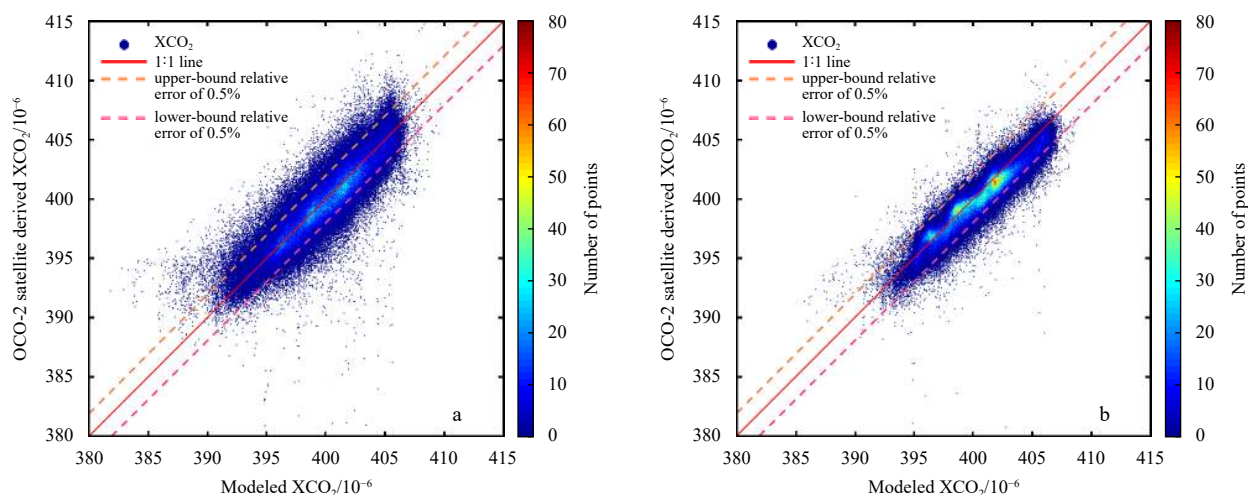 415
410
405
400
395
390
385
380
OCO-2 satellite derived XCO₂/10⁻⁶
XCO₂
1:1 line
upper-bound relative
error of 0.5%
lower-bound relative
error of 0.5%
a
380 385 390 395 400 405 410 415
Modeled XCO₂/10⁻⁶
80
70
60
50
40
30
20
10
0
Number of points
415
410
405
400
395
390
385
380
OCO-2 satellite derived XCO₂/10⁻⁶
XCO₂
1:1 line
upper-bound relative
error of 0.5%
lower-bound relative
error of 0.5%
b
380 385 390 395 400 405 410 415
Modeled XCO₂/10⁻⁶
80
70
60
50
40
30
20
10
0
Number of points